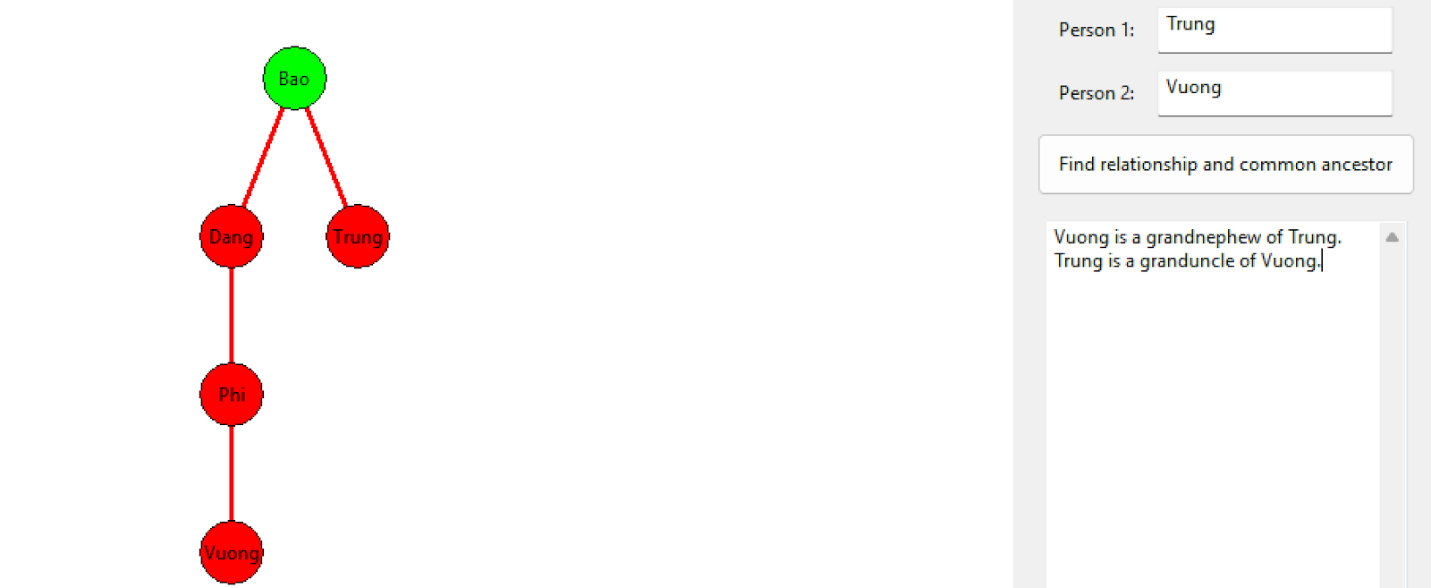 Bao
Dang
Trung
Phi
Vuong
Person 1:
Trung
Person 2:
Vuong
Find relationship and common ancestor
Vuong is a grandnephew of Trung.
Trung is a granduncle of Vuong.